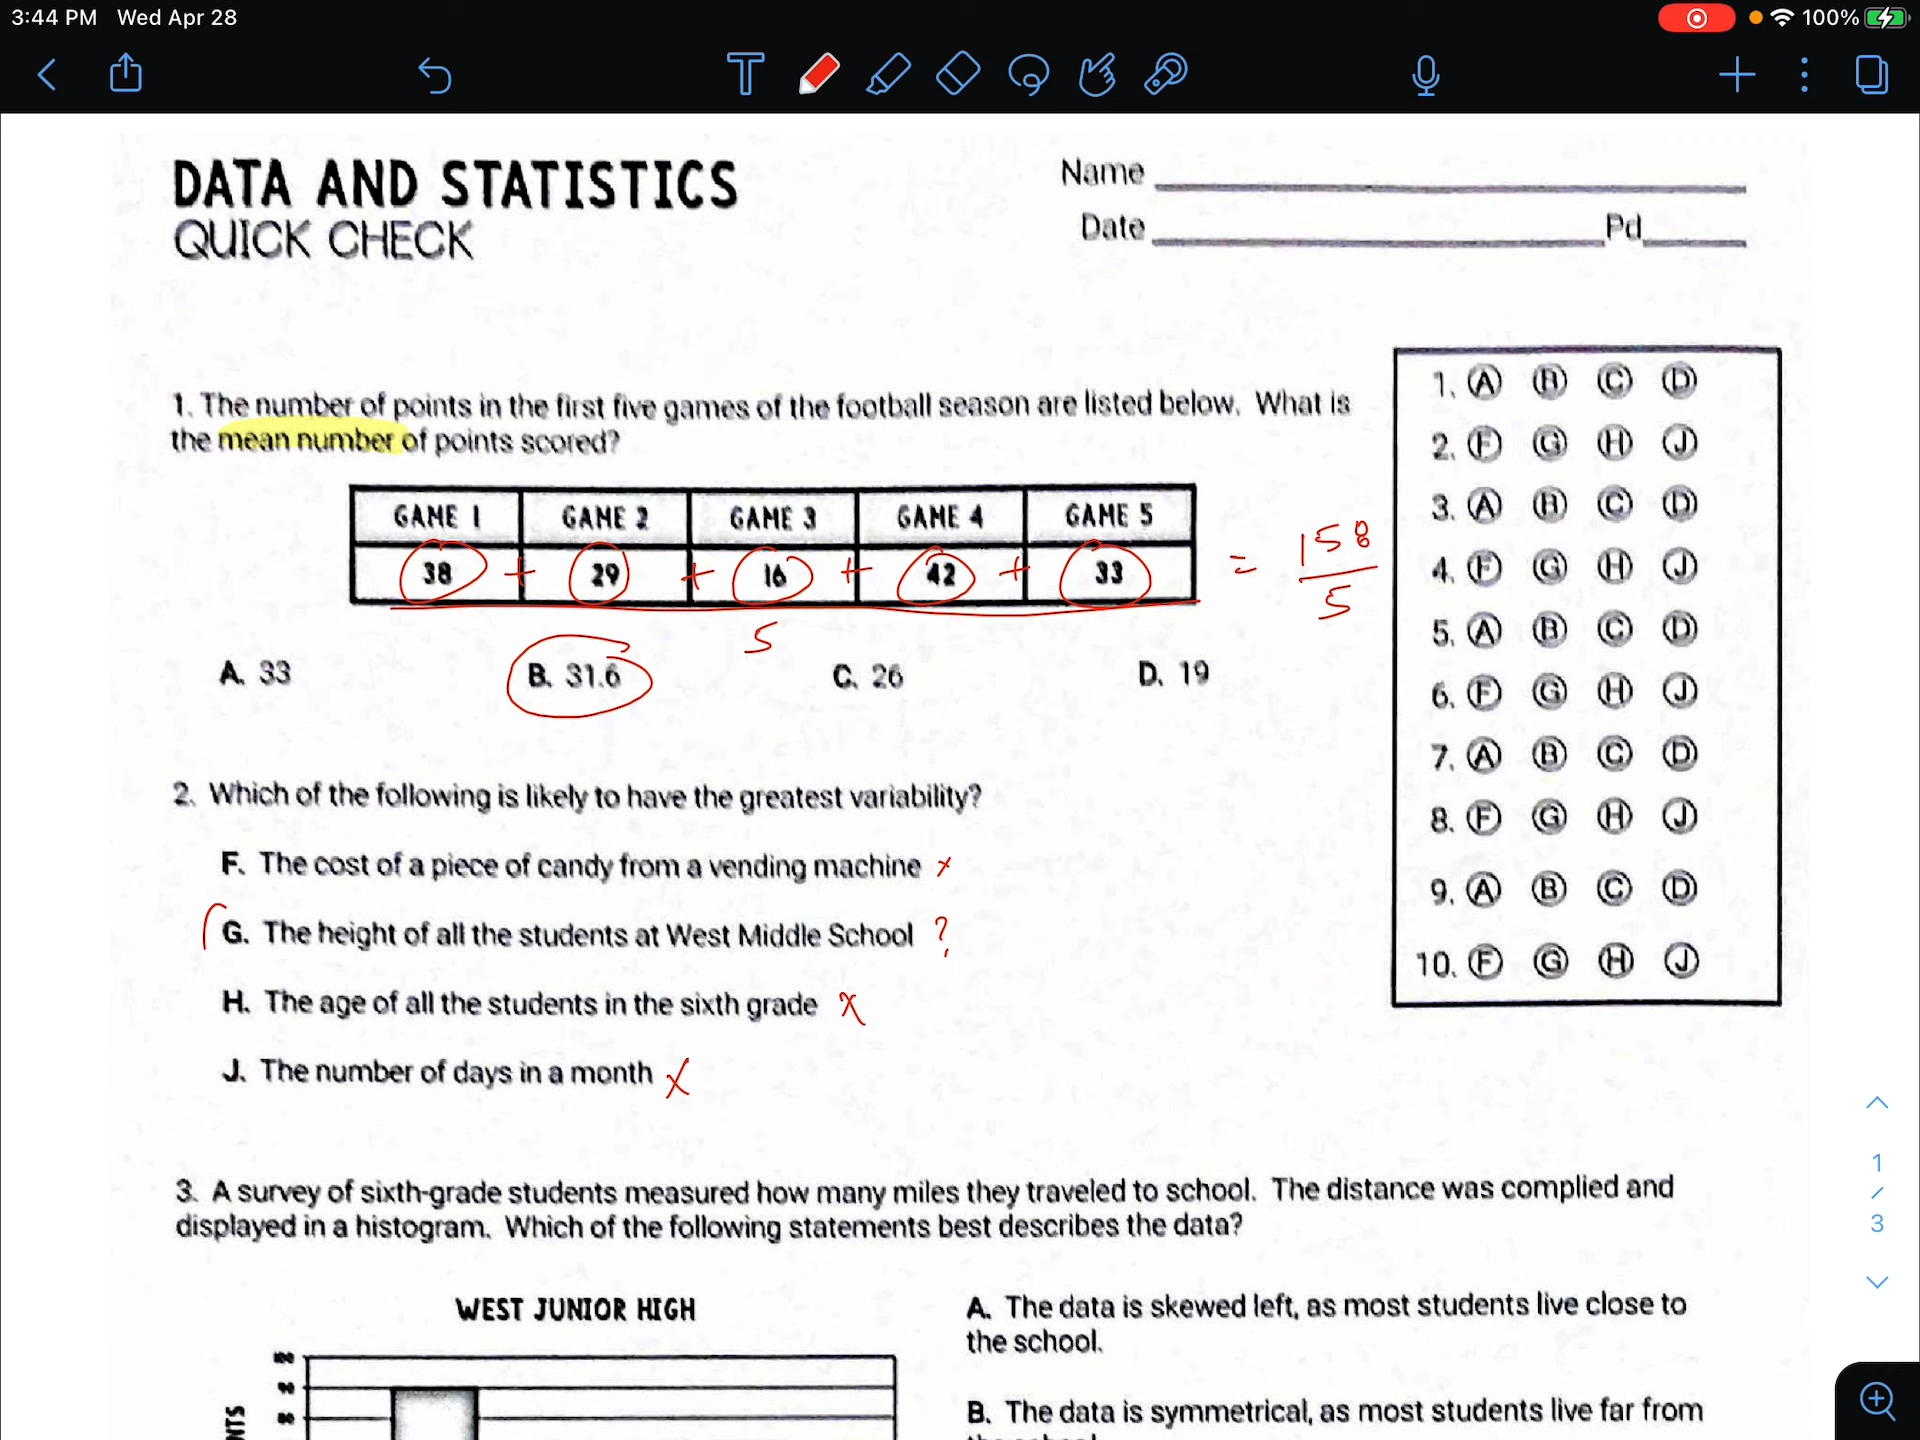 3:44 PM Wed Apr 28
100%
DATA AND STATISTICS
QUICK CHECK
Name
Date Pd
1. The number of points in the first five games of the football season are listed below. What is
the mean number of points scored?
GAME 1 GAME 2 GAME 3 GAME 4 GAME 5
38 + 29 + 16 + 42 + 33 = 158
5
5
A. 33 B. 31.6 C. 26 D. 19
2. Which of the following is likely to have the greatest variability?
F. The cost of a piece of candy from a vending machine x
G. The height of all the students at West Middle School ?
H. The age of all the students in the sixth grade x
J. The number of days in a month x
3. A survey of sixth-grade students measured how many miles they traveled to school. The distance was complied and
displayed in a histogram. Which of the following statements best describes the data?
WEST JUNIOR HIGH
100
90
80
NTS
A. The data is skewed left, as most students live close to
the school.
B. The data is symmetrical, as most students live far from
1. A B C D
2. F G H J
3. A B C D
4. F G H J
5. A B C D
6. F G H J
7. A B C D
8. F G H J
9. A B C D
10. F G H J
1
/
3